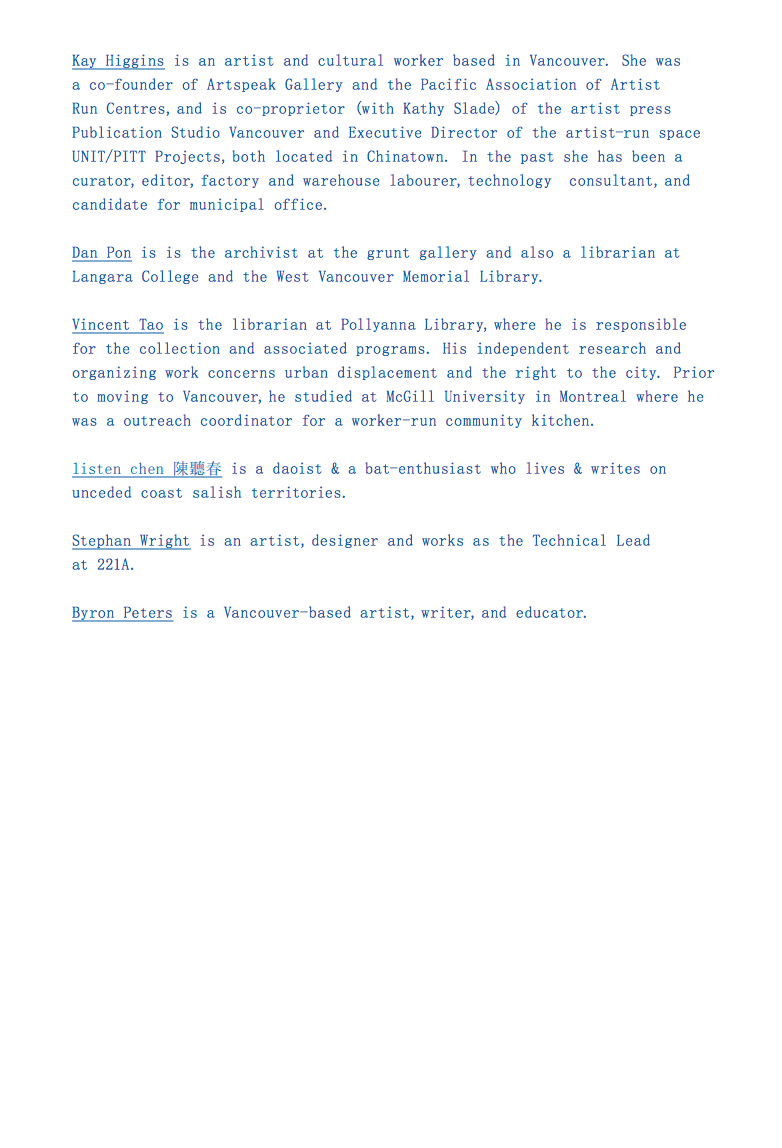 Kay Higgins is an artist and cultural worker based in Vancouver. She was
a co-founder of Artspeak Gallery and the Pacific Association of Artist
Run Centres, and is co-proprietor (with Kathy Slade) of the artist press
Publication Studio Vancouver and Executive Director of the artist-run space
UNIT/PITT Projects, both located in Chinatown. In the past she has been a
curator, editor, factory and warehouse labourer, technology consultant, and
candidate for municipal office.
Dan Pon is is the archivist at the grunt gallery and also a librarian at
Langara College and the West Vancouver Memorial Library.
Vincent Tao is the librarian at Pollyanna Library, where he is responsible
for the collection and associated programs. His independent research and
organizing work concerns urban displacement and the right to the city. Prior
to moving to Vancouver, he studied at McGill University in Montreal where he
was a outreach coordinator for a worker-run community kitchen.
listen chen 陳聽春 is a daoist & a bat-enthusiast who lives & writes on
unceded coast salish territories.
Stephan Wright is an artist, designer and works as the Technical Lead
at 221A.
Byron Peters is a Vancouver-based artist, writer, and educator.